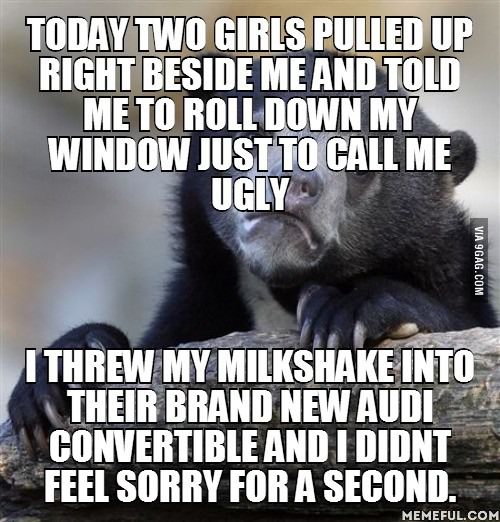 TODAY TWO GIRLS PULLED UP
RIGHT BESIDE ME AND TOLD
ME TO ROLL DOWN MY
WINDOW JUST TO CALL ME
UGLY
VIA 9GAG.COM
I THREW MY MILKSHAKE INTO
THEIR BRAND NEW AUDI
CONVERTIBLE AND I DIDNT
FEEL SORRY FOR A SECOND.
MEMEFUL.COM